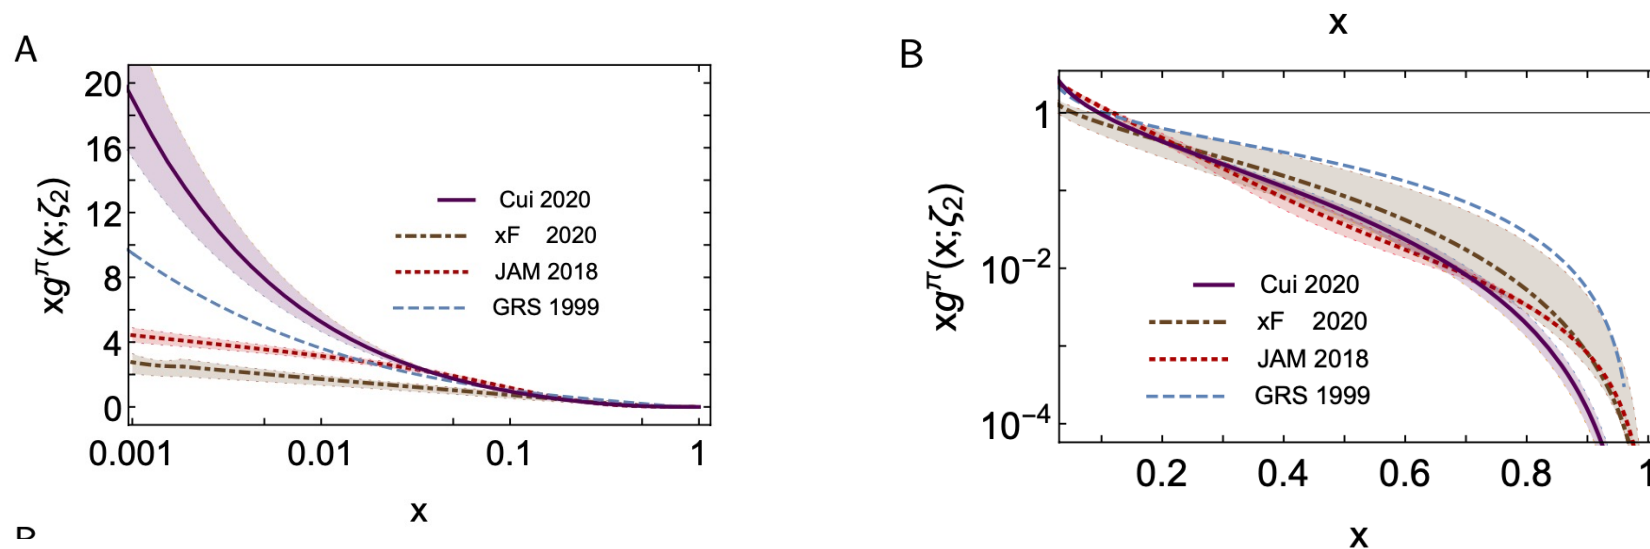 A
20
16
12
8
4
0
xg^π(x;ζ₂)
Cui 2020
xF 2020
JAM 2018
GRS 1999
0.001 0.01 0.1 1
x
B
x
B
1
10⁻²
10⁻⁴
xg^π(x;ζ₂)
Cui 2020
xF 2020
JAM 2018
GRS 1999
0.2 0.4 0.6 0.8 1
x